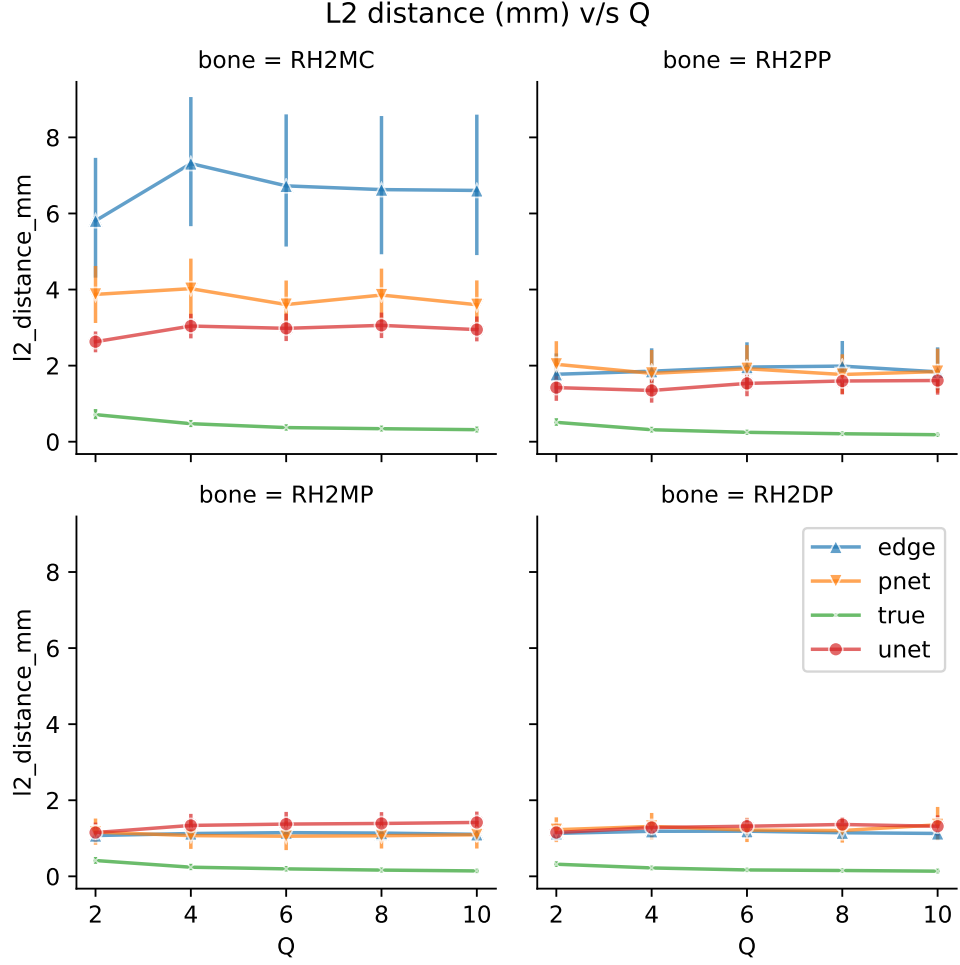 L2 distance (mm) v/s Q
bone = RH2MC
bone = RH2PP
8
6
4
2
0
l2_distance_mm
bone = RH2MP
bone = RH2DP
8
6
4
2
0
l2_distance_mm
edge
pnet
true
unet
2 4 6 8 10
2 4 6 8 10
Q
Q